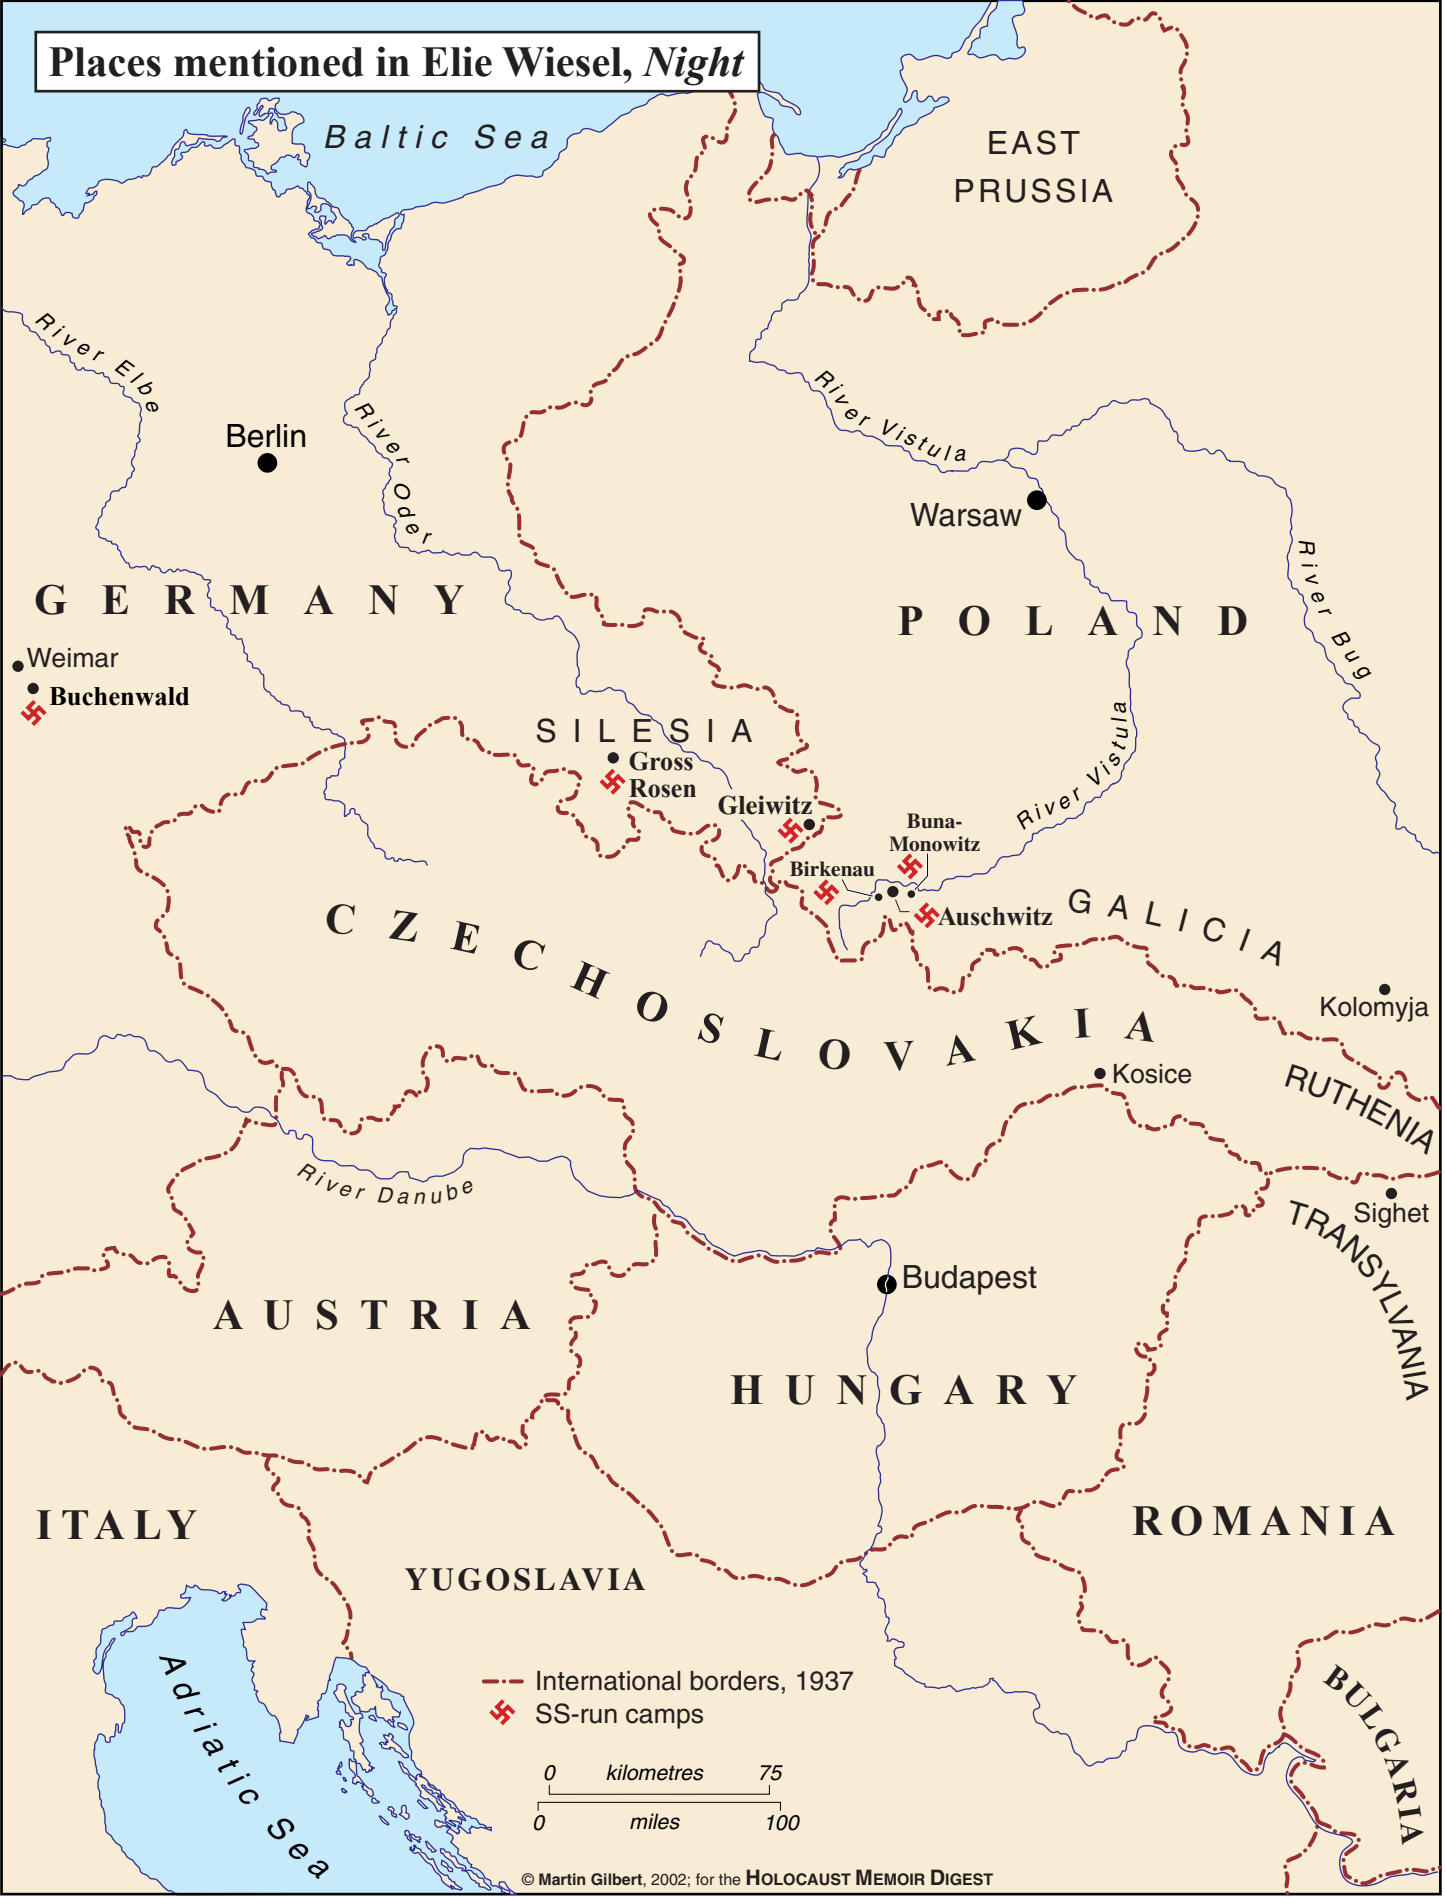 Places mentioned in Elie Wiesel, Night
Baltic Sea
EAST
PRUSSIA
River Elbe
River Oder
River Vistula
Berlin
Warsaw
River Bug
GERMANY
POLAND
Weimar
Buchenwald
SILESIA
Gross
Rosen
Gleiwitz
River Vistula
Buna-
Monowitz
Birkenau
Auschwitz
GALICIA
CZECHOSLOVAKIA
Kolomyja
Kosice
RUTHENIA
River Danube
Sighet
TRANSYLVANIA
Budapest
AUSTRIA
HUNGARY
ITALY
ROMANIA
YUGOSLAVIA
Adriatic Sea
BULGARIA
International borders, 1937
SS-run camps
0 kilometres 75
0 miles 100
© Martin Gilbert, 2002; for the HOLOCAUST MEMOIR DIGEST